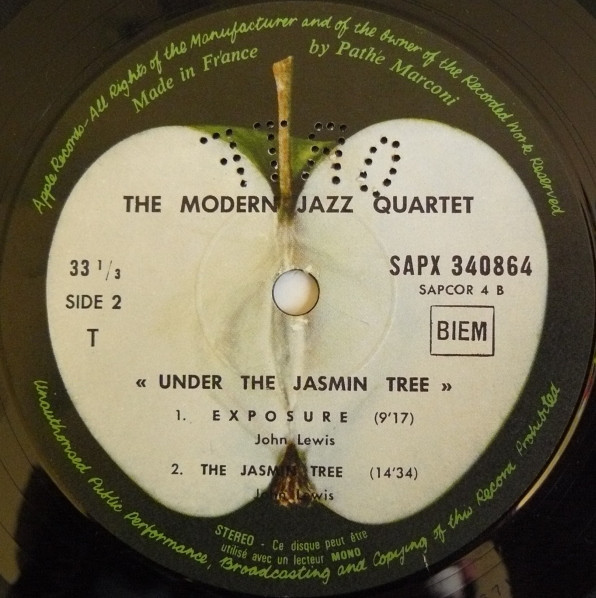 Apple Records-All Rights of the Manufacturer and of the Owner of the Recorded Work Reserved
Made in France by Pathé Marconi
THE MODERN JAZZ QUARTET
33 1/3
SIDE 2
T
SAPX 340864
SAPCOR 4 B
BIEM
« UNDER THE JASMIN TREE »
1. EXPOSURE (9'17)
John Lewis
2. THE JASMIN TREE (14'34)
John Lewis
STEREO - Ce disque peut être
utilisé avec un lecteur MONO
Unauthorised Public Performance, Broadcasting and Copying of this Record Prohibited